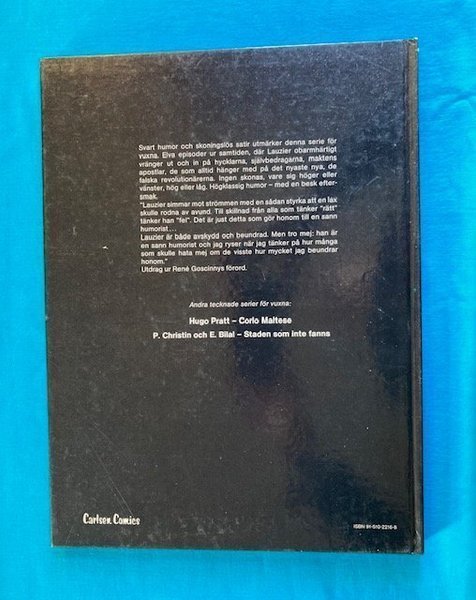 Svart humor och skoningslös satir utmärker denna serie för
vuxna. Elva episoder ur samtiden, där Lauzier obarmhärtigt
vränger ut och in på hycklarna, självbedragarna, maktens
apostlar, de som alltid hänger med på det nyaste nya, de
falska revolutionärerna. Ingen skonas, vare sig höger eller
vänster, hög eller låg. Högklassig humor – med en besk efter-
smak.
"Lauzier simmar mot strömmen med en sådan styrka att en lax
skulle rodna av avund. Till skillnad från alla som tänker "rätt"
tänker han "fel". Det är just detta som gör honom till en sann
humorist...
Lauzier är både avskydd och beundrad. Men tro mej: han är
en sann humorist och jag ryser när jag tänker på hur många
som skulle hata mej om de visste hur mycket jag beundrar
honom."
Utdrag ur René Goscinnys förord.
Andra tecknade serier för vuxna:
Hugo Pratt – Corto Maltese
P. Christin och E. Bilal – Staden som inte fanns
Carlsen Comics
ISBN 91-510-2216-8